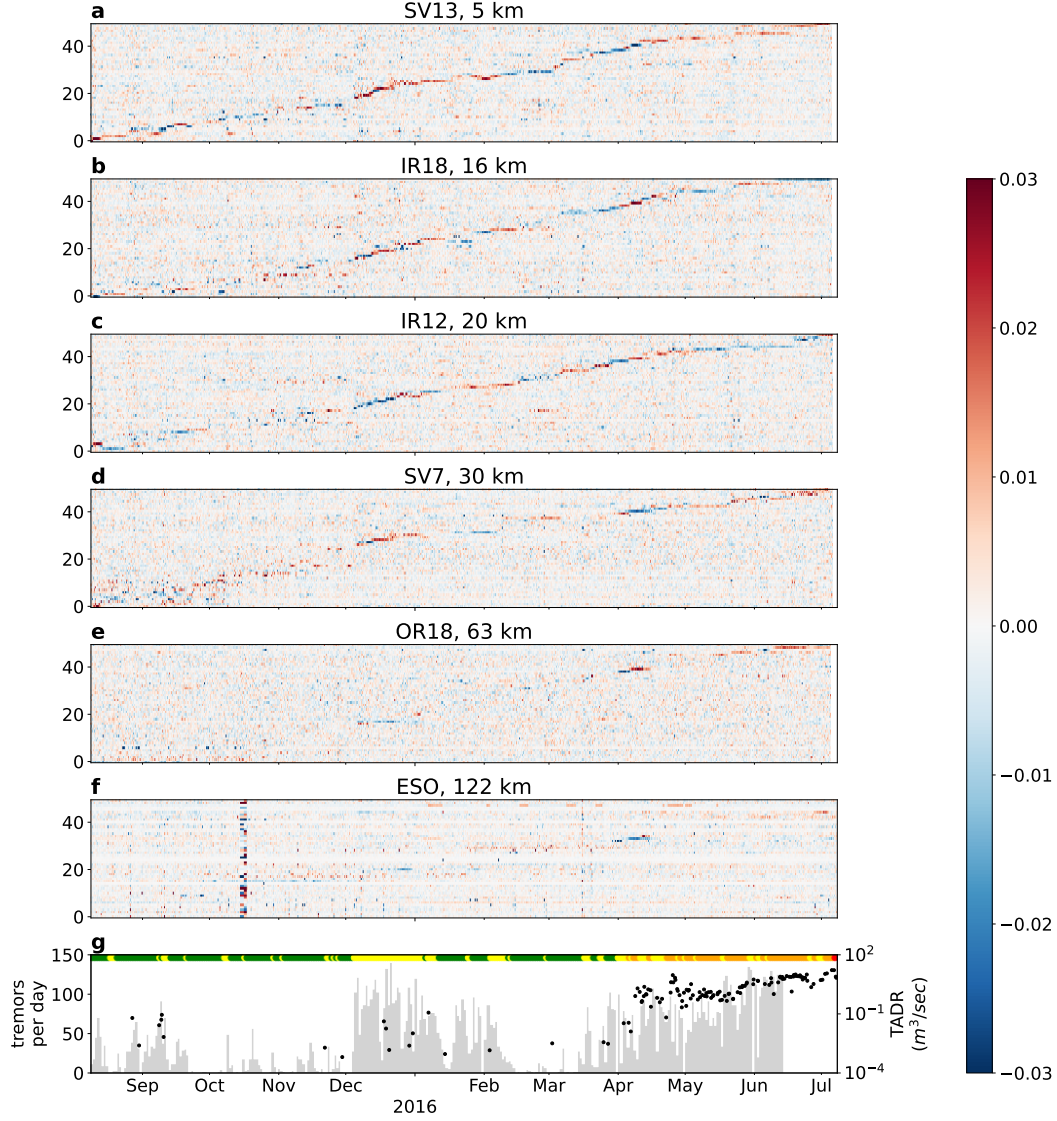 a
SV13, 5 km
40
20
0
b
IR18, 16 km
40
20
0
c
IR12, 20 km
40
20
0
d
SV7, 30 km
40
20
0
e
OR18, 63 km
40
20
0
f
ESO, 122 km
40
20
0
g
150
100
50
0
tremors
per day
10^2
10^−1
10^−4
TADR
(m^3/sec)
Sep Oct Nov Dec Feb Mar Apr May Jun Jul
2016
0.03
0.02
0.01
0.00
−0.01
−0.02
−0.03